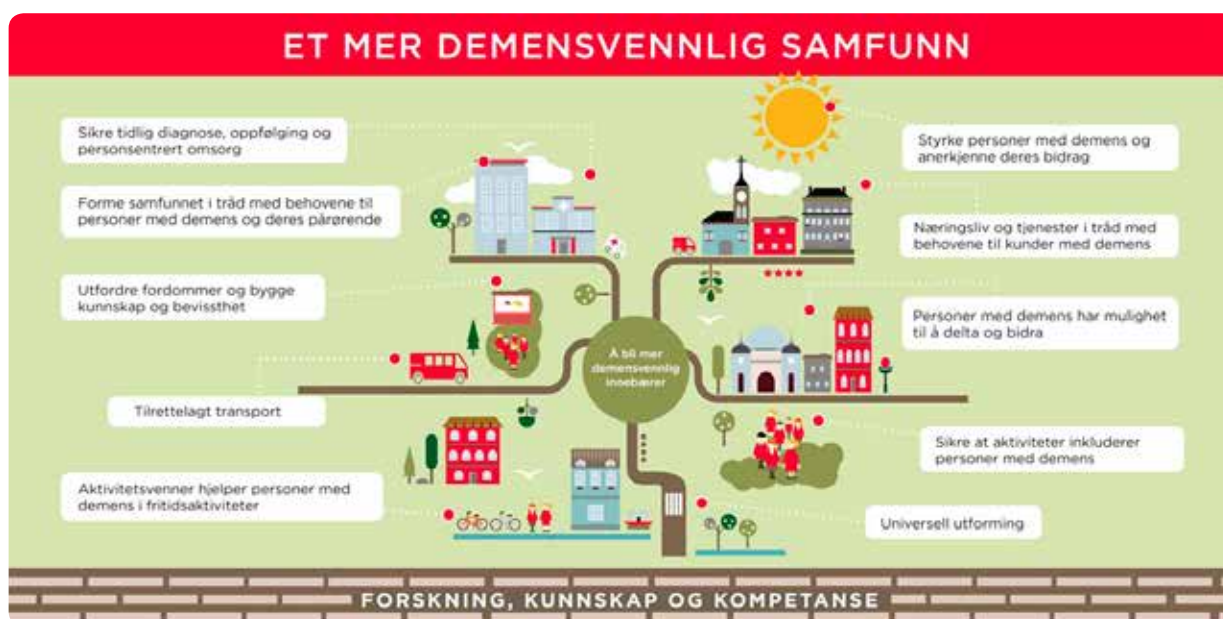 ET MER DEMENSVENNLIG SAMFUNN
Sikre tidlig diagnose, oppfølging og
personsentrert omsorg
Forme samfunnet i tråd med behovene til
personer med demens og deres pårørende
Utfordre fordommer og bygge
kunnskap og bevissthet
Tilrettelagt transport
Aktivitetsvenner hjelper personer med
demens i fritidsaktiviteter
Å bli mer
demensvennlig
innebærer
Styrke personer med demens og
anerkjenne deres bidrag
Næringsliv og tjenester i tråd med
behovene til kunder med demens
Personer med demens har mulighet
til å delta og bidra
Sikre at aktiviteter inkluderer
personer med demens
Universell utforming
FORSKNING, KUNNSKAP OG KOMPETANSE